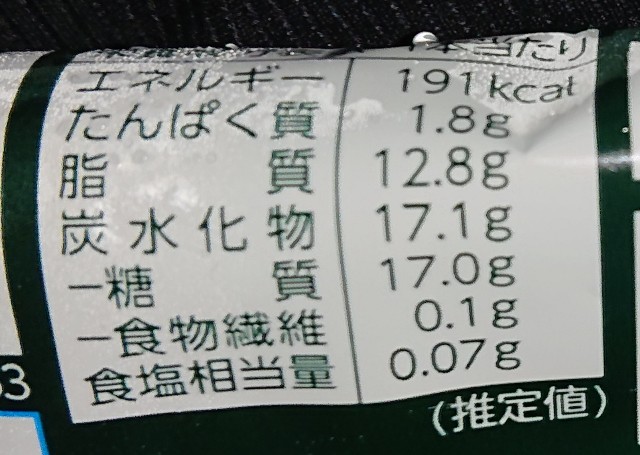 1本当たり
エネルギー 191kcal
たんぱく質 1.8g
脂質 12.8g
炭水化物 17.1g
－糖質 17.0g
－食物繊維 0.1g
食塩相当量 0.07g
(推定値)